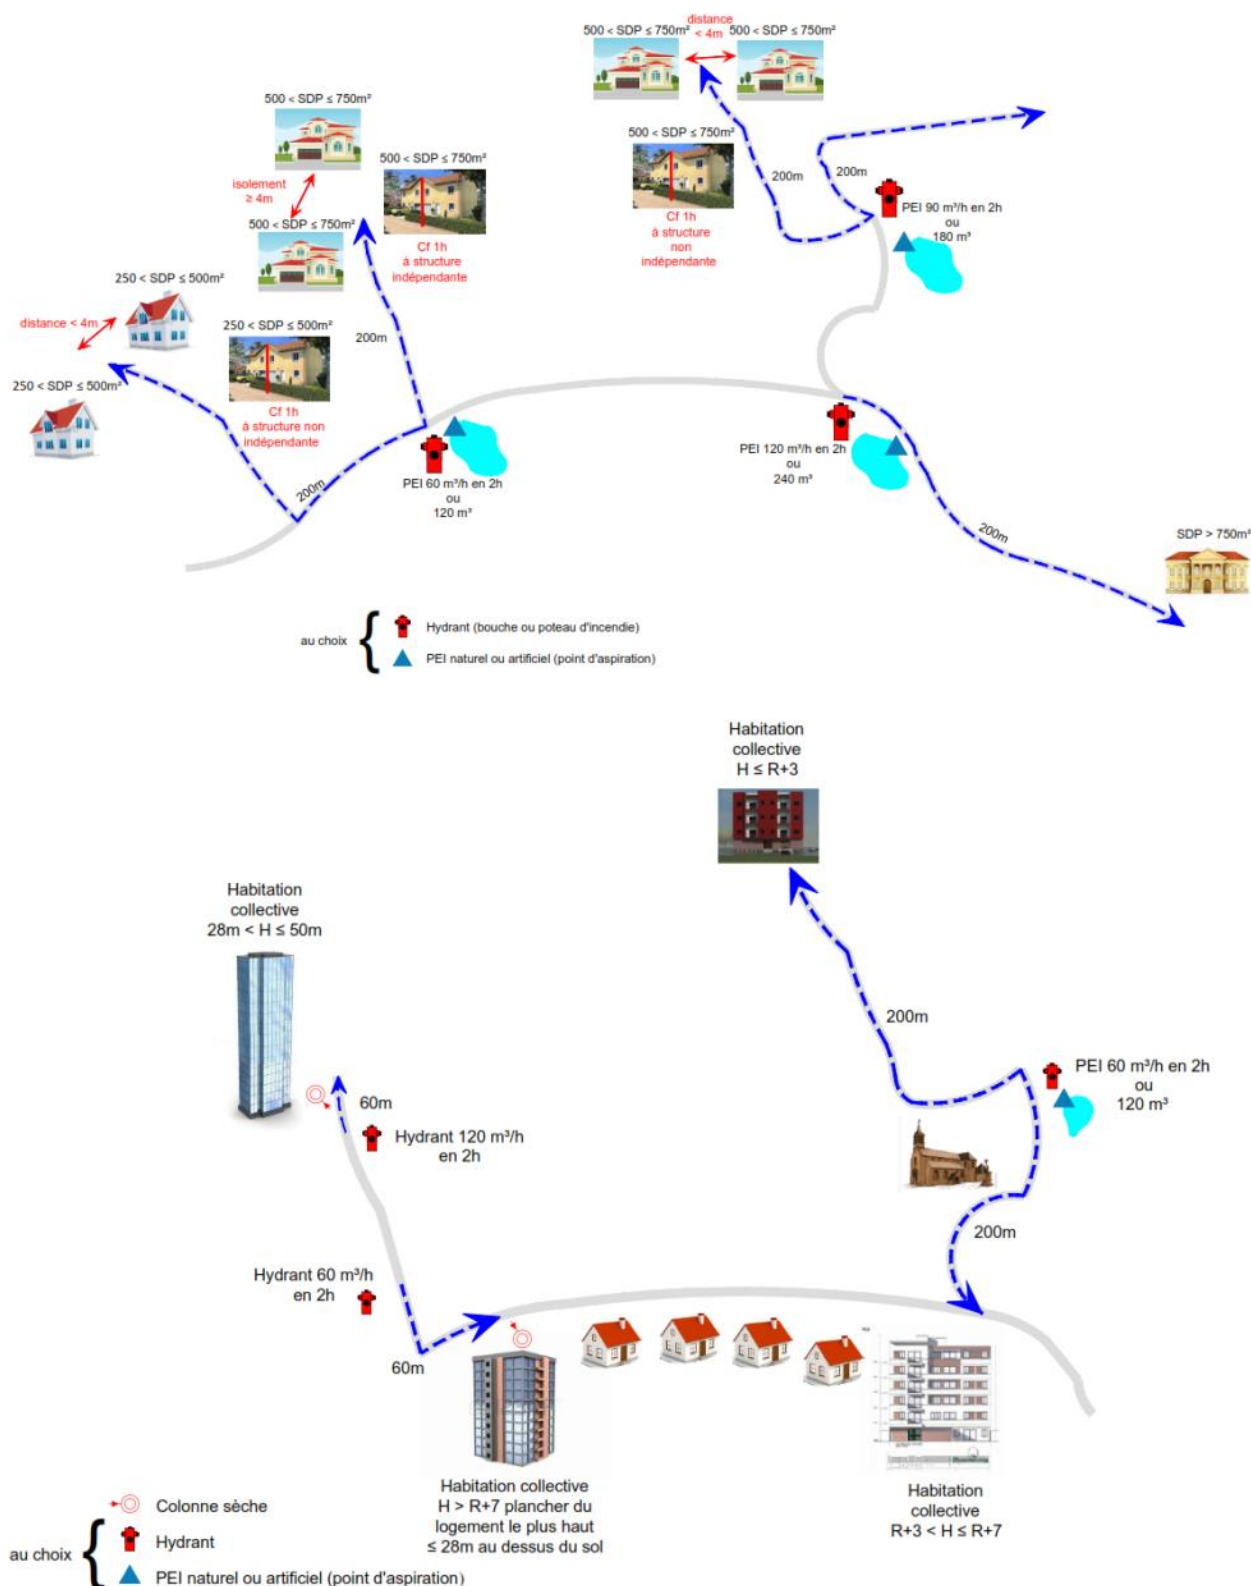 500 < SDP ≤ 750m²
distance
< 4m
500 < SDP ≤ 750m²
500 < SDP ≤ 750m²
500 < SDP ≤ 750m²
isolement
≥ 4m
500 < SDP ≤ 750m²
500 < SDP ≤ 750m²
Cf 1h
à structure
indépendante
500 < SDP ≤ 750m²
Cf 1h
à structure
non
indépendante
200m
200m
PEI 90 m³/h en 2h
ou
180 m³
250 < SDP ≤ 500m²
distance < 4m
250 < SDP ≤ 500m²
250 < SDP ≤ 500m²
Cf 1h
à structure non
indépendante
200m
200m
PEI 60 m³/h en 2h
ou
120 m³
PEI 120 m³/h en 2h
ou
240 m³
200m
SDP > 750m²
au choix
Hydrant (bouche ou poteau d'incendie)
PEI naturel ou artificiel (point d'aspiration)
Habitation
collective
H ≤ R+3
Habitation
collective
28m < H ≤ 50m
200m
PEI 60 m³/h en 2h
ou
120 m³
60m
Hydrant 120 m³/h
en 2h
200m
Hydrant 60 m³/h
en 2h
60m
Habitation collective
H > R+7 plancher du
logement le plus haut
≤ 28m au dessus du sol
Habitation
collective
R+3 < H ≤ R+7
Colonne sèche
au choix
Hydrant
PEI naturel ou artificiel (point d'aspiration)